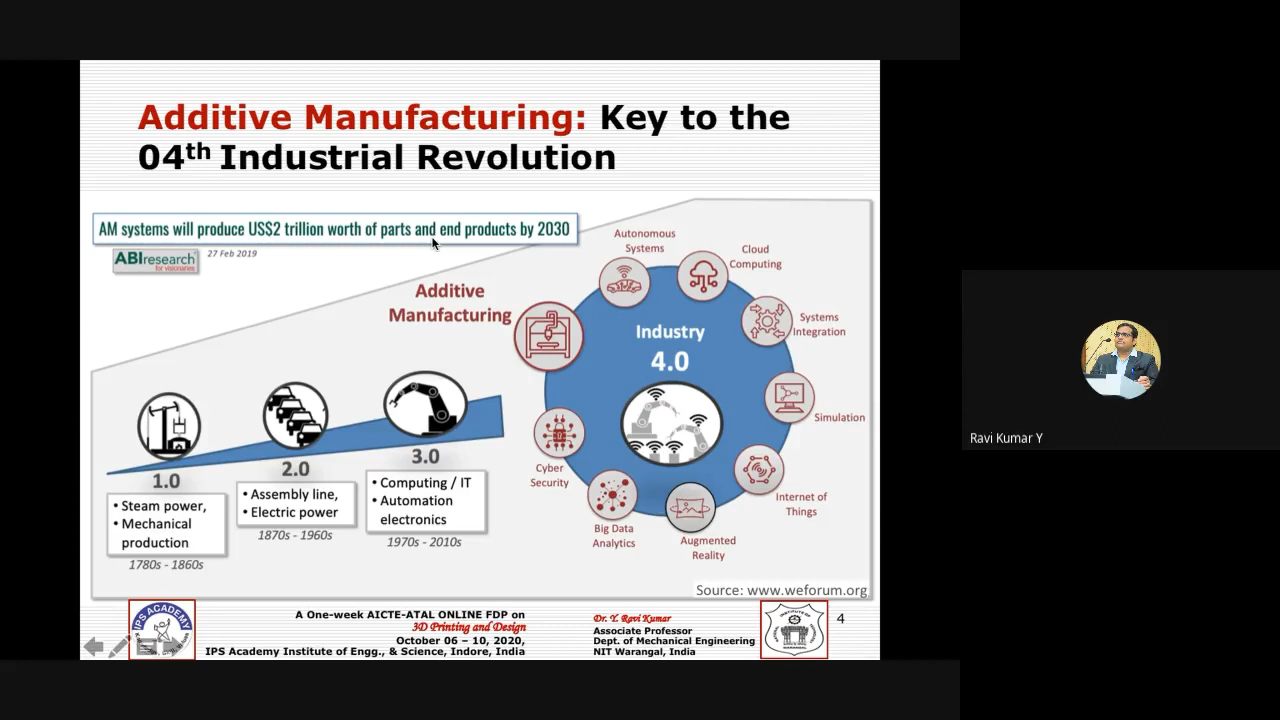 Additive Manufacturing: Key to the
04th Industrial Revolution
AM systems will produce US$2 trillion worth of parts and end products by 2030
ABIresearch
for visionaries
27 Feb 2019
Additive
Manufacturing
Autonomous
Systems
Cloud
Computing
Systems
Integration
Simulation
Internet of
Things
Augmented
Reality
Big Data
Analytics
Cyber
Security
Industry
4.0
1.0
• Steam power,
• Mechanical
production
1780s - 1860s
2.0
• Assembly line,
• Electric power
1870s - 1960s
3.0
• Computing / IT
• Automation
electronics
1970s - 2010s
Source: www.weforum.org
IPS ACADEMY
A One-week AICTE-ATAL ONLINE FDP on
3D Printing and Design
October 06 – 10, 2020,
IPS Academy Institute of Engg., & Science, Indore, India
Dr. Y. Ravi Kumar
Associate Professor
Dept. of Mechanical Engineering
NIT Warangal, India
4
Ravi Kumar Y